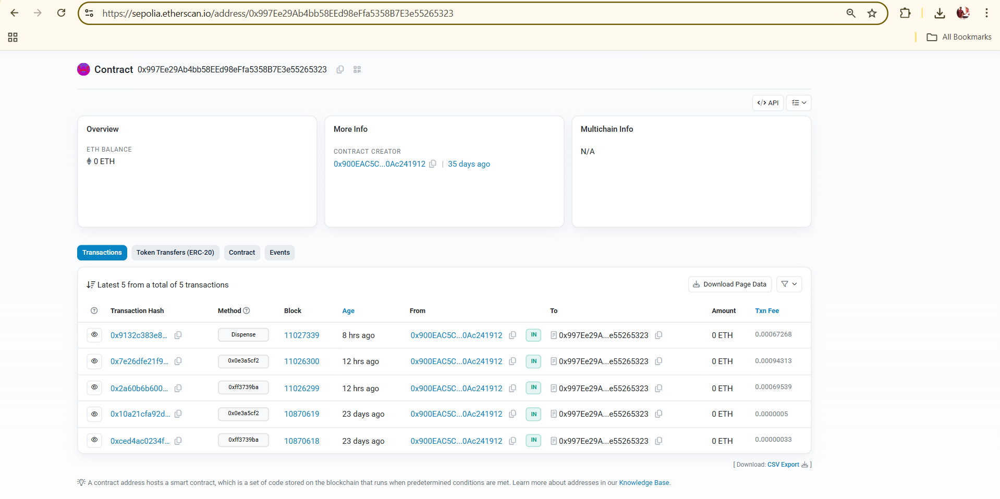 https://sepolia.etherscan.io/address/0x997Ee29Ab4bb58EEd98eFfa5358B7E3e55265323
All Bookmarks
Contract 0x997Ee29Ab4bb58EEd98eFfa5358B7E3e55265323
</> API
Overview
ETH BALANCE
0 ETH
More Info
CONTRACT CREATOR
0x900EAC5C...0Ac241912 | 35 days ago
Multichain Info
N/A
Transactions Token Transfers (ERC-20) Contract Events
Latest 5 from a total of 5 transactions
Download Page Data
Transaction Hash Method Block Age From To Amount Txn Fee
0x9132c383e8... Dispense 11027339 8 hrs ago 0x900EAC5C...0Ac241912 IN 0x997Ee29A...e55265323 0 ETH 0.00067268
0x7e26dfe21f9... 0x0e3a5cf2 11026300 12 hrs ago 0x900EAC5C...0Ac241912 IN 0x997Ee29A...e55265323 0 ETH 0.00094313
0x2a60b6b600... 0xff3739ba 11026299 12 hrs ago 0x900EAC5C...0Ac241912 IN 0x997Ee29A...e55265323 0 ETH 0.00069539
0x10a21cfa92d... 0x0e3a5cf2 10870619 23 days ago 0x900EAC5C...0Ac241912 IN 0x997Ee29A...e55265323 0 ETH 0.0000005
0xced4ac0234f... 0xff3739ba 10870618 23 days ago 0x900EAC5C...0Ac241912 IN 0x997Ee29A...e55265323 0 ETH 0.00000033
[ Download: CSV Export ]
A contract address hosts a smart contract, which is a set of code stored on the blockchain that runs when predetermined conditions are met. Learn more about addresses in our Knowledge Base.